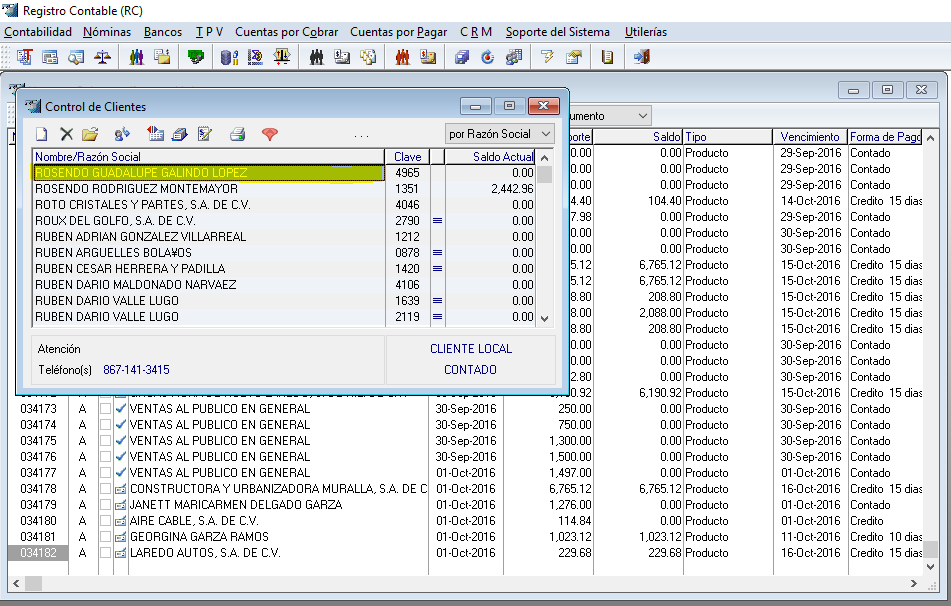 Registro Contable (RC)
Contabilidad Nóminas Bancos T P V Cuentas por Cobrar Cuentas por Pagar C R M Soporte del Sistema Utilerías
Control de Clientes
por Razón Social
Nombre/Razón Social Clave Saldo Actual
ROSENDO GUADALUPE GALINDO LOPEZ 4965 0.00
ROSENDO RODRIGUEZ MONTEMAYOR 1351 2,442.96
ROTO CRISTALES Y PARTES, S.A. DE C.V. 4046 0.00
ROUX DEL GOLFO, S.A. DE C.V. 2790 0.00
RUBEN ADRIAN GONZALEZ VILLARREAL 1212 0.00
RUBEN ARGUELLES BOLA¥OS 0878 0.00
RUBEN CESAR HERRERA Y PADILLA 1420 0.00
RUBEN DARIO MALDONADO NARVAEZ 4106 0.00
RUBEN DARIO VALLE LUGO 1639 0.00
RUBEN DARIO VALLE LUGO 2119 0.00
Atención CLIENTE LOCAL
Teléfono(s) 867-141-3415 CONTADO
umento
porte Saldo Tipo Vencimiento Forma de Pago
0.00 0.00 Producto 29-Sep-2016 Contado
0.00 0.00 Producto 29-Sep-2016 Contado
0.00 0.00 Producto 29-Sep-2016 Contado
4.40 104.40 Producto 14-Oct-2016 Credito 15 dias
7.98 0.00 Producto 29-Sep-2016 Contado
0.00 0.00 Producto 30-Sep-2016 Contado
0.00 0.00 Producto 30-Sep-2016 Contado
5.12 6,765.12 Producto 15-Oct-2016 Credito 15 dias
5.12 6,765.12 Producto 15-Oct-2016 Credito 15 dias
8.80 208.80 Producto 15-Oct-2016 Credito 15 dias
8.00 2,088.00 Producto 15-Oct-2016 Credito 15 dias
8.80 208.80 Producto 15-Oct-2016 Credito 15 dias
0.00 0.00 Producto 30-Sep-2016 Contado
0.00 0.00 Producto 30-Sep-2016 Contado
2.80 0.00 Producto 30-Sep-2016 Contado
0.92 6,190.92 Producto 15-Oct-2016 Credito 15 dias
034173 A VENTAS AL PUBLICO EN GENERAL 30-Sep-2016 250.00 0.00 Producto 30-Sep-2016 Contado
034174 A VENTAS AL PUBLICO EN GENERAL 30-Sep-2016 750.00 0.00 Producto 30-Sep-2016 Contado
034175 A VENTAS AL PUBLICO EN GENERAL 30-Sep-2016 1,300.00 0.00 Producto 30-Sep-2016 Contado
034176 A VENTAS AL PUBLICO EN GENERAL 30-Sep-2016 1,500.00 0.00 Producto 30-Sep-2016 Contado
034177 A VENTAS AL PUBLICO EN GENERAL 01-Oct-2016 1,497.00 0.00 Producto 01-Oct-2016 Contado
034178 A CONSTRUCTORA Y URBANIZADORA MURALLA, S.A. DE C 01-Oct-2016 6,765.12 6,765.12 Producto 16-Oct-2016 Credito 15 dias
034179 A JANETT MARICARMEN DELGADO GARZA 01-Oct-2016 1,276.00 0.00 Producto 01-Oct-2016 Contado
034180 A AIRE CABLE, S.A. DE C.V. 01-Oct-2016 114.84 0.00 Producto 01-Oct-2016 Credito
034181 A GEORGINA GARZA RAMOS 01-Oct-2016 1,023.12 1,023.12 Producto 11-Oct-2016 Credito 10 dias
034182 A LAREDO AUTOS, S.A. DE C.V. 01-Oct-2016 229.68 229.68 Producto 16-Oct-2016 Credito 15 dias